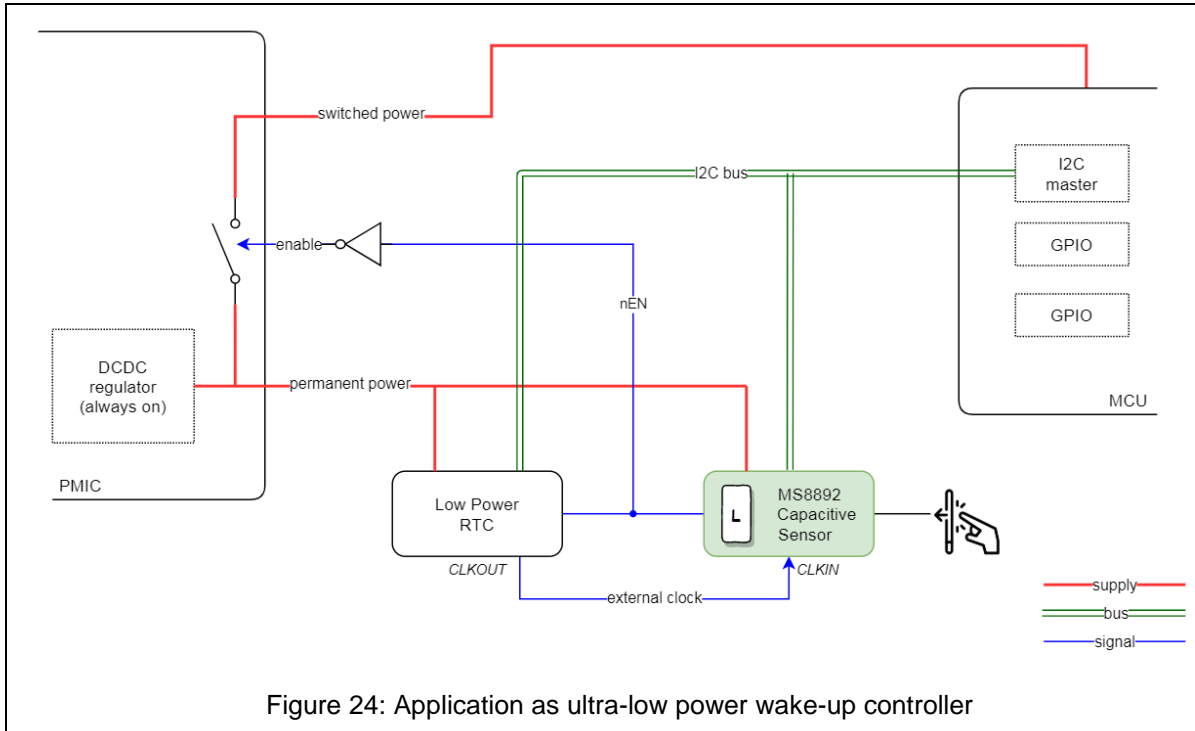 switched power
I2C bus
I2C
master
GPIO
GPIO
MCU
enable
nEN
DCDC
regulator
(always on)
permanent power
PMIC
Low Power
RTC
L
MS8892
Capacitive
Sensor
CLKOUT
CLKIN
external clock
supply
bus
signal
Figure 24: Application as ultra-low power wake-up controller